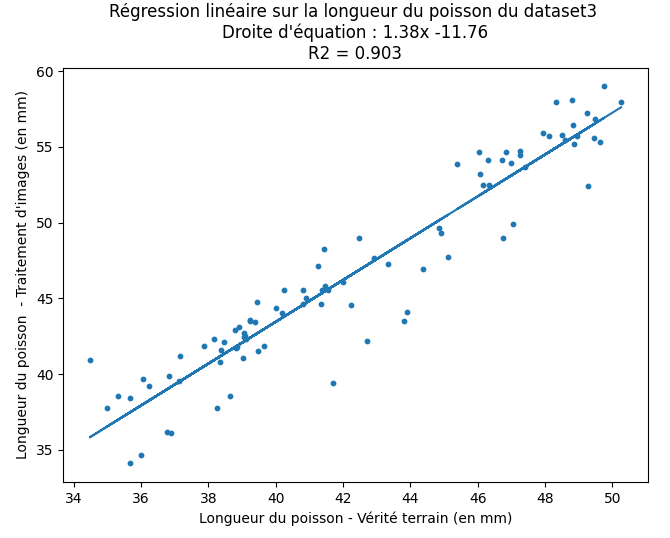 Régression linéaire sur la longueur du poisson du dataset3
Droite d'équation : 1.38x -11.76
R2 = 0.903
Longueur du poisson  - Traitement d'images (en mm)
60
55
50
45
40
35
34 36 38 40 42 44 46 48 50
Longueur du poisson - Vérité terrain (en mm)